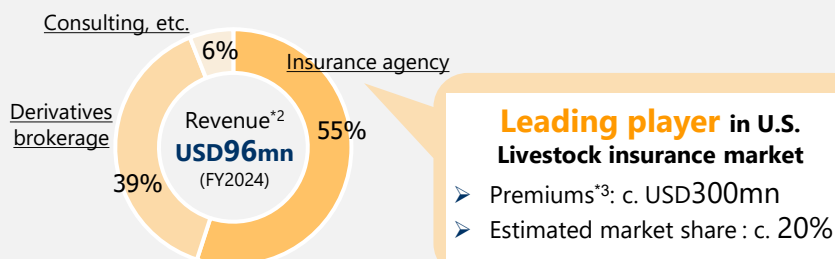 Consulting, etc.
6%
Insurance agency
Derivatives
brokerage
Revenue*2
USD96mn
(FY2024)
55%
39%
Leading player in U.S.
Livestock insurance market
➢ Premiums*3: c. USD300mn
➢ Estimated market share : c. 20%